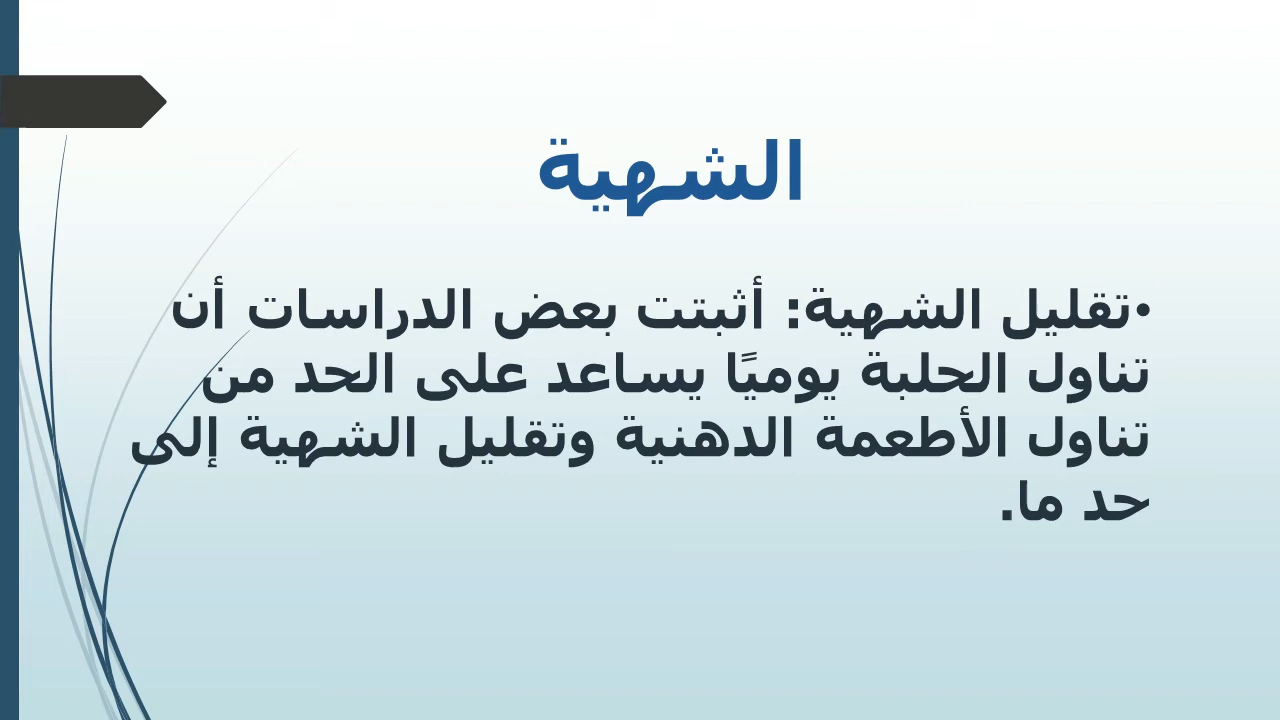 الشهية
•تقليل الشهية: أثبتت بعض الدراسات أن
تناول الحلبة يوميًا يساعد على الحد من
تناول الأطعمة الدهنية وتقليل الشهية إلى
حد ما.